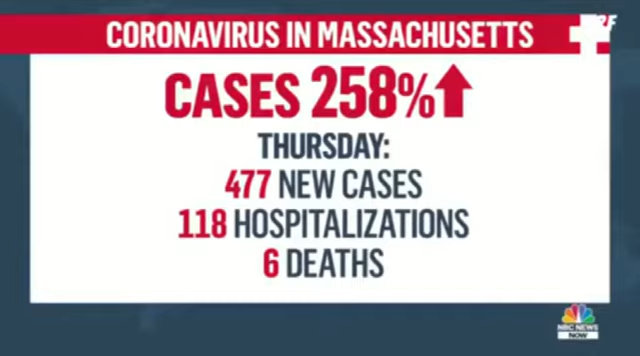 CORONAVIRUS IN MASSACHUSETTS
CASES 258%
THURSDAY:
477 NEW CASES
118 HOSPITALIZATIONS
6 DEATHS
NBC NEWS
NOW